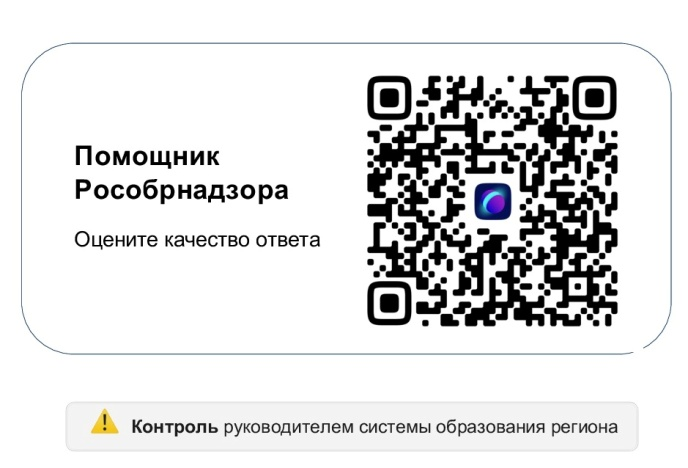 Помощник
Рособрнадзора
Оцените качество ответа
Контроль руководителем системы образования региона